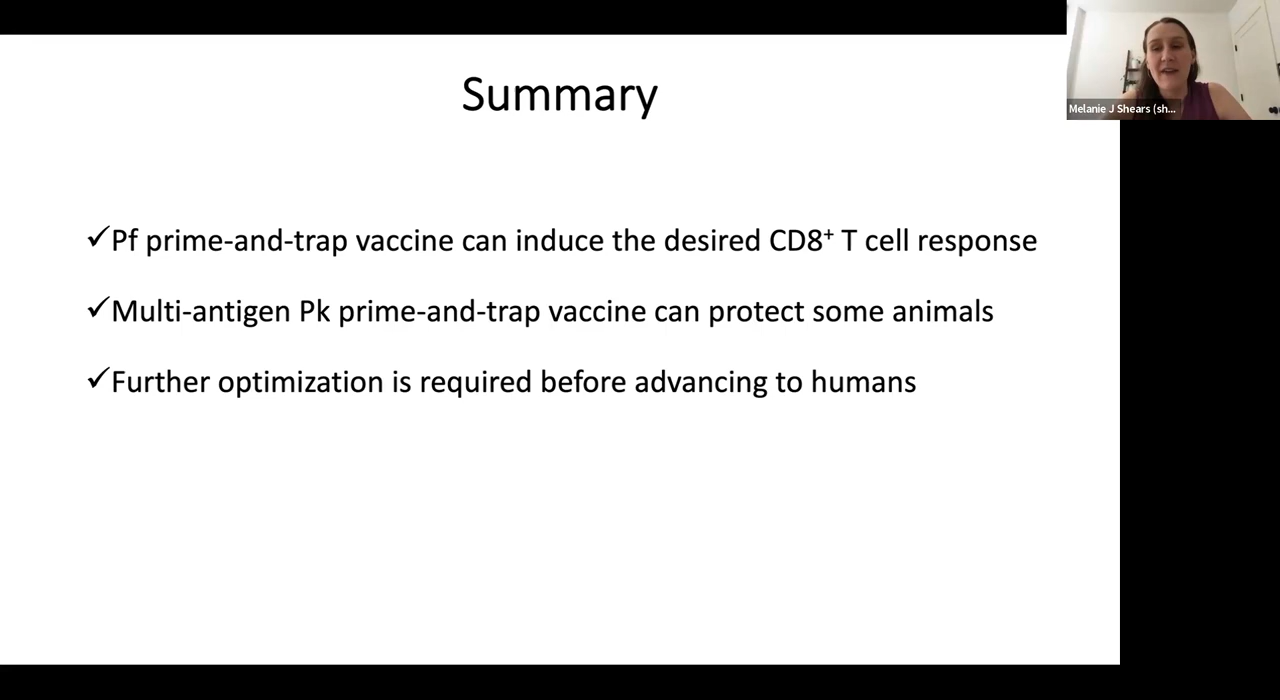 Summary
Melanie J Shears (sh...
✓Pf prime-and-trap vaccine can induce the desired CD8⁺ T cell response
✓Multi-antigen Pk prime-and-trap vaccine can protect some animals
✓Further optimization is required before advancing to humans